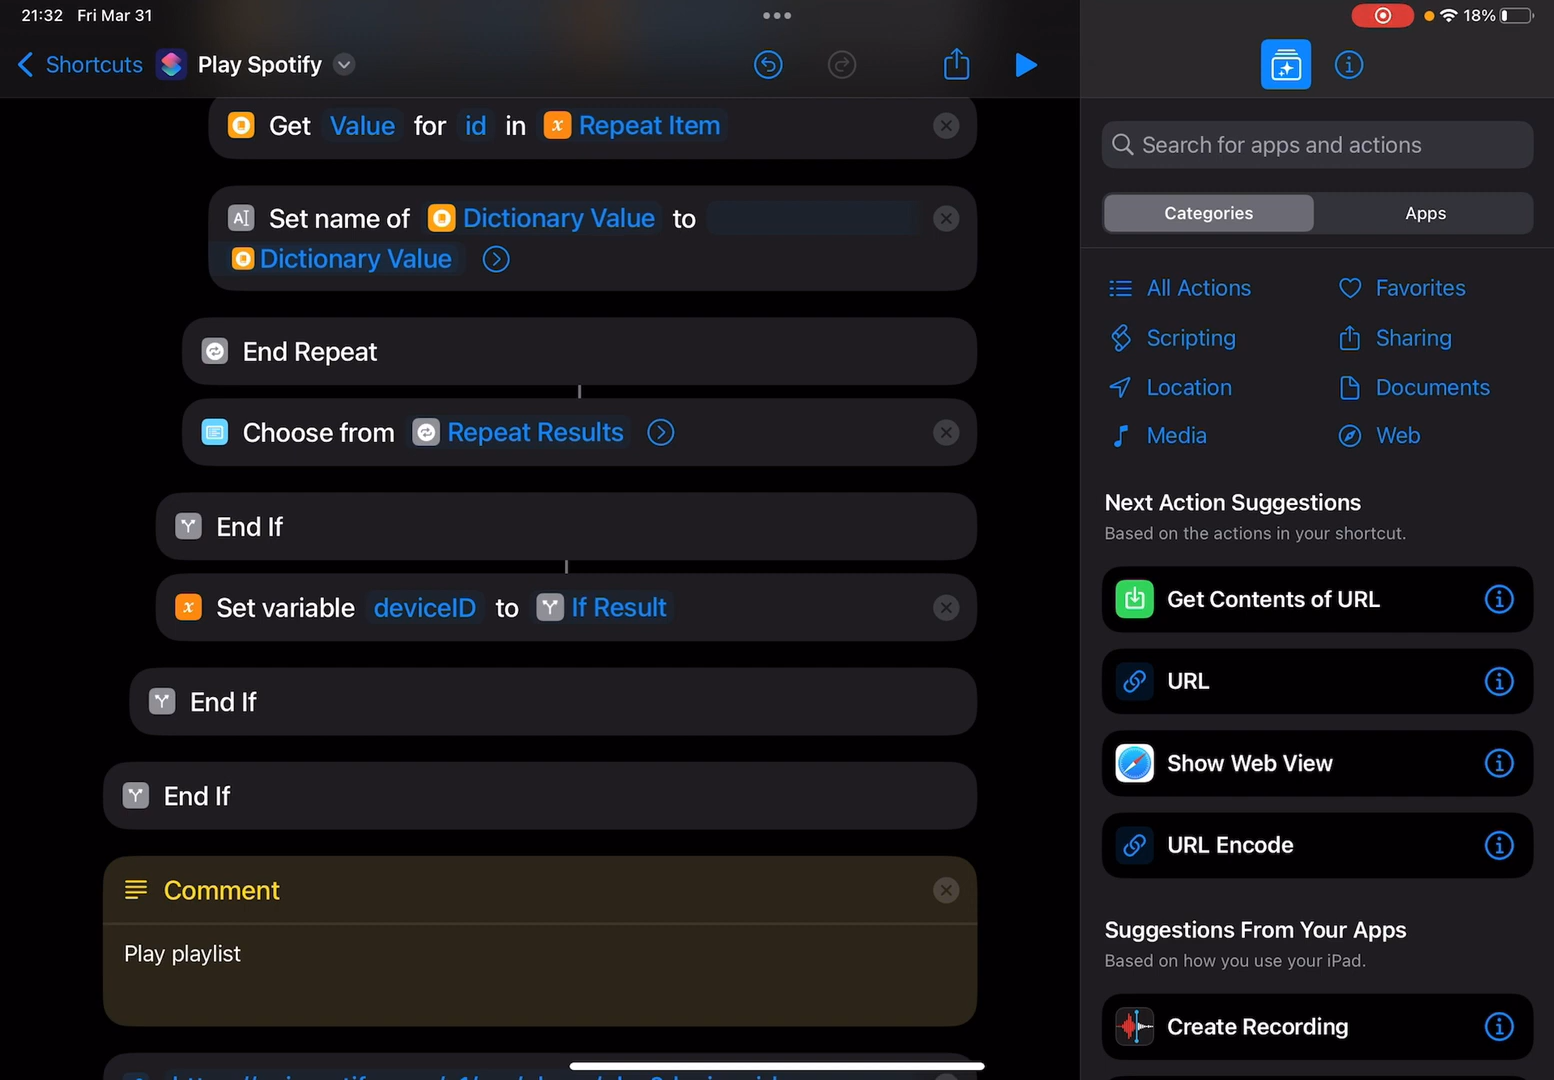 21:32 Fri Mar 31
18%
Shortcuts Play Spotify
Get Value for id in Repeat Item
Set name of Dictionary Value to
Dictionary Value
End Repeat
Choose from Repeat Results
End If
Set variable deviceID to If Result
End If
End If
Comment
Play playlist
Search for apps and actions
Categories Apps
All Actions Favorites
Scripting Sharing
Location Documents
Media Web
Next Action Suggestions
Based on the actions in your shortcut.
Get Contents of URL
URL
Show Web View
URL Encode
Suggestions From Your Apps
Based on how you use your iPad.
Create Recording